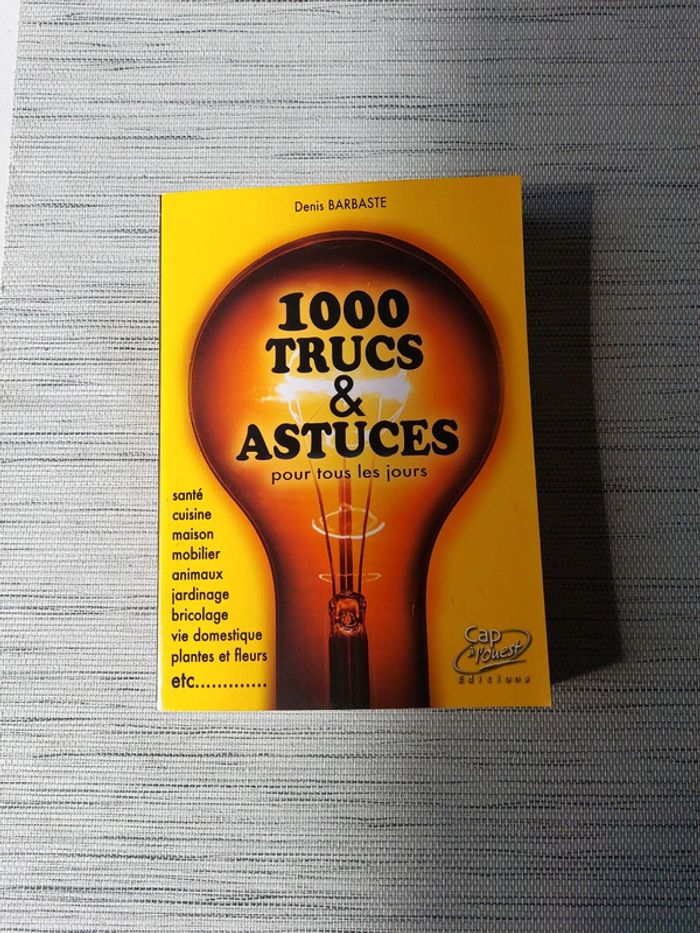 Denis BARBASTE
1000
TRUCS
&
ASTUCES
pour tous les jours
santé
cuisine
maison
mobilier
animaux
jardinage
bricolage
vie domestique
plantes et fleurs
etc.............
Cap
à l'ouest
Editions